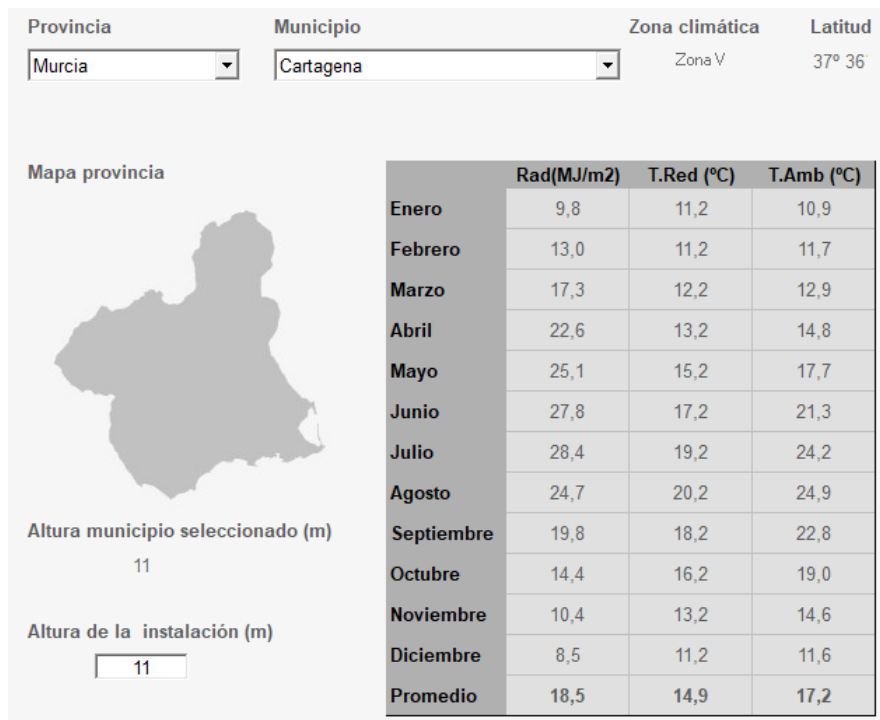 Provincia Municipio Zona climática Latitud
Murcia Cartagena Zona V 37º 36'
Mapa provincia
Rad(MJ/m2) T.Red (ºC) T.Amb (ºC)
Enero 9,8 11,2 10,9
Febrero 13,0 11,2 11,7
Marzo 17,3 12,2 12,9
Abril 22,6 13,2 14,8
Mayo 25,1 15,2 17,7
Junio 27,8 17,2 21,3
Julio 28,4 19,2 24,2
Agosto 24,7 20,2 24,9
Septiembre 19,8 18,2 22,8
Octubre 14,4 16,2 19,0
Noviembre 10,4 13,2 14,6
Diciembre 8,5 11,2 11,6
Promedio 18,5 14,9 17,2
Altura municipio seleccionado (m)
11
Altura de la instalación (m)
11